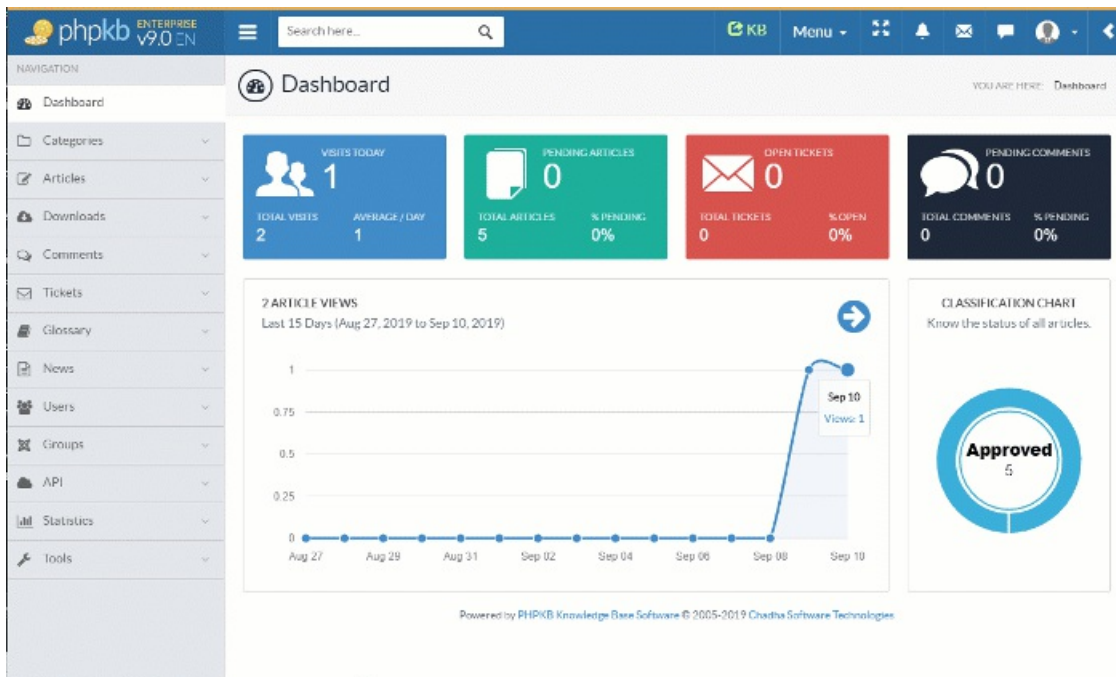 phpkb ENTERPRISE v9.0 EN
Search here...
KB
Menu
NAVIGATION
Dashboard
Categories
Articles
Downloads
Comments
Tickets
Glossary
News
Users
Groups
API
Statistics
Tools
Dashboard
YOU ARE HERE: Dashboard
VISITS TODAY
1
TOTAL VISITS AVERAGE / DAY
2 1
PENDING ARTICLES
0
TOTAL ARTICLES % PENDING
5 0%
OPEN TICKETS
0
TOTAL TICKETS % OPEN
0 0%
PENDING COMMENTS
0
TOTAL COMMENTS % PENDING
0 0%
2 ARTICLE VIEWS
Last 15 Days (Aug 27, 2019 to Sep 10, 2019)
1
0.75
0.5
0.25
0
Sep 10
Views: 1
Aug 27 Aug 29 Aug 31 Sep 02 Sep 04 Sep 06 Sep 08 Sep 10
CLASSIFICATION CHART
Know the status of all articles.
Approved
5
Powered by PHPKB Knowledge Base Software © 2005-2019 Chadha Software Technologies